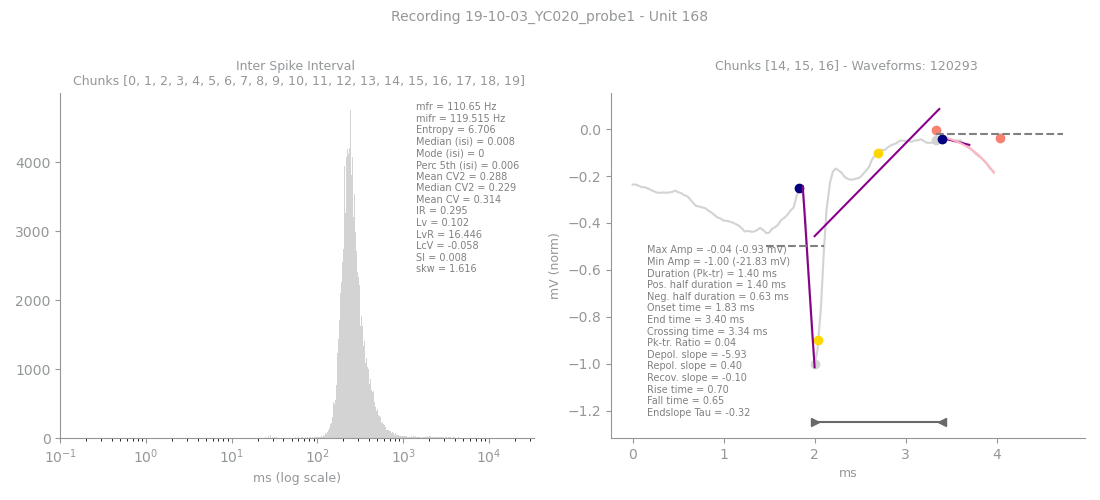 Recording 19-10-03_YC020_probe1 - Unit 168
Inter Spike Interval
Chunks [0, 1, 2, 3, 4, 5, 6, 7, 8, 9, 10, 11, 12, 13, 14, 15, 16, 17, 18, 19]
mfr = 110.65 Hz
mifr = 119.515 Hz
Entropy = 6.706
Median (isi) = 0.008
Mode (isi) = 0
Perc 5th (isi) = 0.006
Mean CV2 = 0.288
Median CV2 = 0.229
Mean CV = 0.314
IR = 0.295
Lv = 0.102
LvR = 16.446
LcV = -0.058
SI = 0.008
skw = 1.616
4000
3000
2000
1000
0
10⁻¹
10⁰
10¹
10²
10³
10⁴
ms (log scale)
Chunks [14, 15, 16] - Waveforms: 120293
mV (norm)
0.0
−0.2
−0.4
−0.6
−0.8
−1.0
−1.2
Max Amp = -0.04 (-0.93 mV)
Min Amp = -1.00 (-21.83 mV)
Duration (Pk-tr) = 1.40 ms
Pos. half duration = 1.40 ms
Neg. half duration = 0.63 ms
Onset time = 1.83 ms
End time = 3.40 ms
Crossing time = 3.34 ms
Pk-tr. Ratio = 0.04
Depol. slope = -5.93
Repol. slope = 0.40
Recov. slope = -0.10
Rise time = 0.70
Fall time = 0.65
Endslope Tau = -0.32
0
1
2
3
4
ms